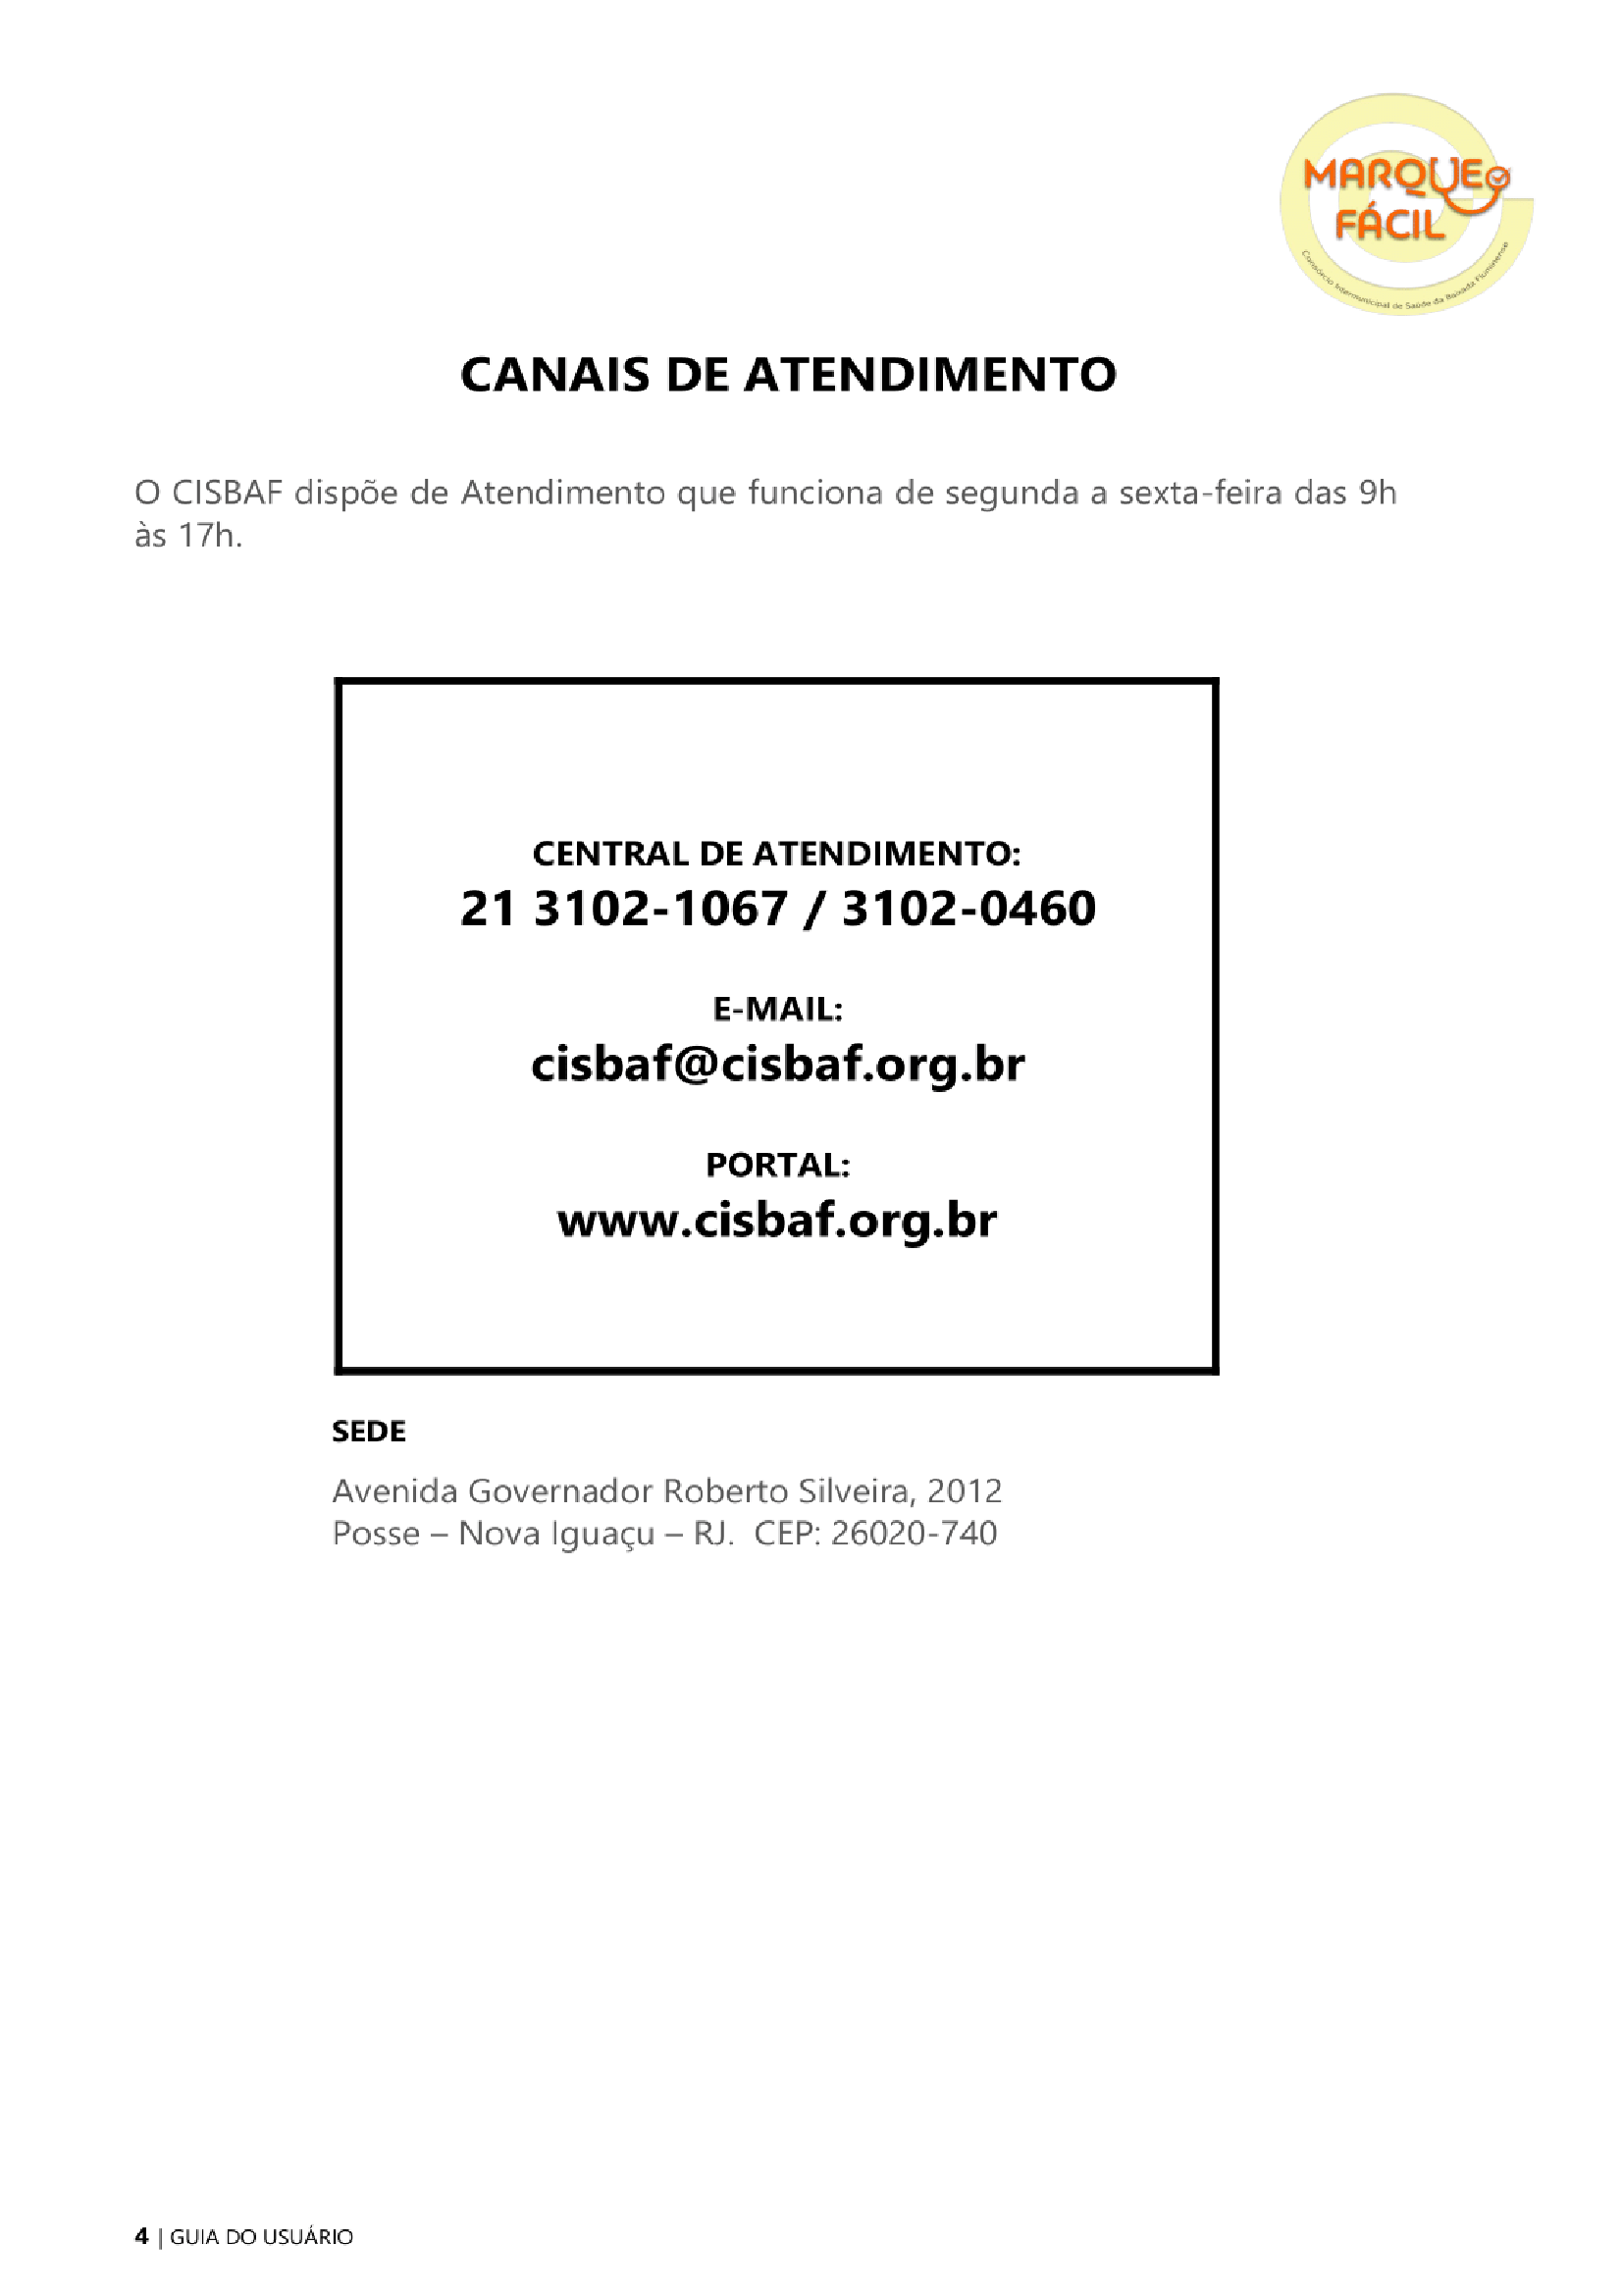 MARQUE
FÁCIL
Consórcio Intermunicipal de Saúde da Baixada Fluminense
CANAIS DE ATENDIMENTO
O CISBAF dispõe de Atendimento que funciona de segunda a sexta-feira das 9h
às 17h.
CENTRAL DE ATENDIMENTO:
21 3102-1067 / 3102-0460
E-MAIL:
cisbaf@cisbaf.org.br
PORTAL:
www.cisbaf.org.br
SEDE
Avenida Governador Roberto Silveira, 2012
Posse – Nova Iguaçu – RJ.  CEP: 26020-740
4 | GUIA DO USUÁRIO